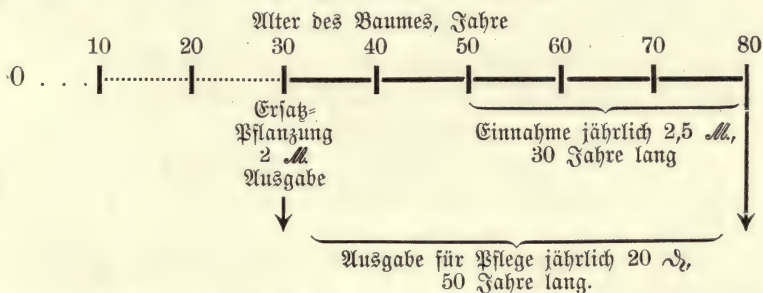 Alter des Baumes, Jahre
10 20 30 40 50 60 70 80
0 . . .
Ersatz-
Pflanzung
2 ℳ.
Ausgabe
Einnahme jährlich 2,5 ℳ.,
30 Jahre lang
Ausgabe für Pflege jährlich 20 ₰,
50 Jahre lang.